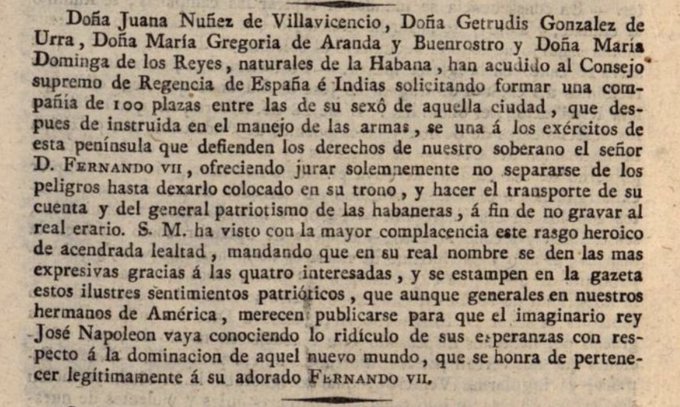 Doña Juana Nuñez de Villavicencio, Doña Getrudis Gonzalez de
Urra, Doña María Gregoria de Aranda y Buenrostro y Doña María
Dominga de los Reyes, naturales de la Habana, han acudido al Consejo
supremo de Regencia de España é Indias solicitando formar una com-
pañía de 100 plazas entre las de su sexô de aquella ciudad, que des-
pues de instruida en el manejo de las armas, se una á los exércitos de
esta península que defienden los derechos de nuestro soberano el señor
D. FERNANDO VII, ofreciendo jurar solemnemente no separarse de los
peligros hasta dexarlo colocado en su trono, y hacer el transporte de su
cuenta y del general patriotismo de las habaneras, á fin de no gravar al
real erario. S. M. ha visto con la mayor complacencia este rasgo heroico
de acendrada lealtad, mandando que en su real nombre se den las mas
expresivas gracias á las quatro interesadas, y se estampen en la gazeta
estos ilustres sentimientos patrióticos, que aunque generales en nuestros
hermanos de América, merecen publicarse para que el imaginario rey
José Napoleon vaya conociendo lo ridículo de sus esperanzas con res-
pecto á la dominacion de aquel nuevo mundo, que se honra de pertene-
cer legítimamente á su adorado FERNANDO VII.